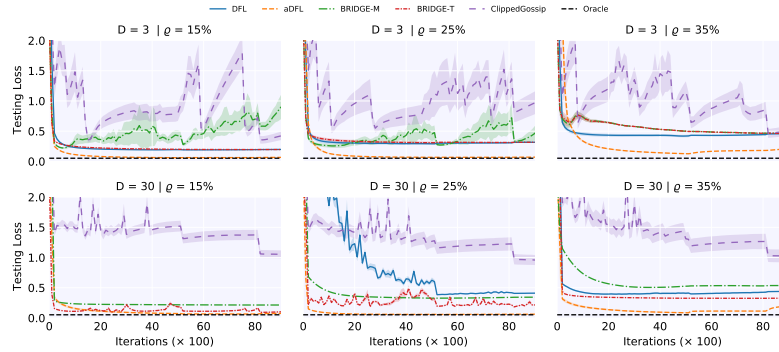 DFL aDFL BRIDGE-M BRIDGE-T ClippedGossip Oracle
D = 3 | ϱ = 15% D = 3 | ϱ = 25% D = 3 | ϱ = 35%
Testing Loss
2.0
1.5
1.0
0.5
0.0
D = 30 | ϱ = 15% D = 30 | ϱ = 25% D = 30 | ϱ = 35%
Testing Loss
2.0
1.5
1.0
0.5
0.0
0 20 40 60 80 0 20 40 60 80 0 20 40 60 80
Iterations (× 100) Iterations (× 100) Iterations (× 100)